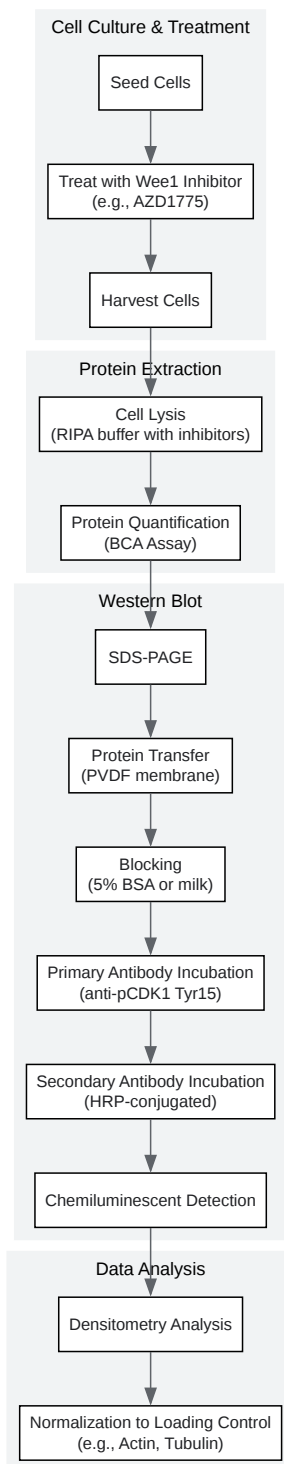 Cell Culture & Treatment
Seed Cells
Treat with Wee1 Inhibitor
(e.g., AZD1775)
Harvest Cells
Protein Extraction
Cell Lysis
(RIPA buffer with inhibitors)
Protein Quantification
(BCA Assay)
Western Blot
SDS-PAGE
Protein Transfer
(PVDF membrane)
Blocking
(5% BSA or milk)
Primary Antibody Incubation
(anti-pCDK1 Tyr15)
Secondary Antibody Incubation
(HRP-conjugated)
Chemiluminescent Detection
Data Analysis
Densitometry Analysis
Normalization to Loading Control
(e.g., Actin, Tubulin)